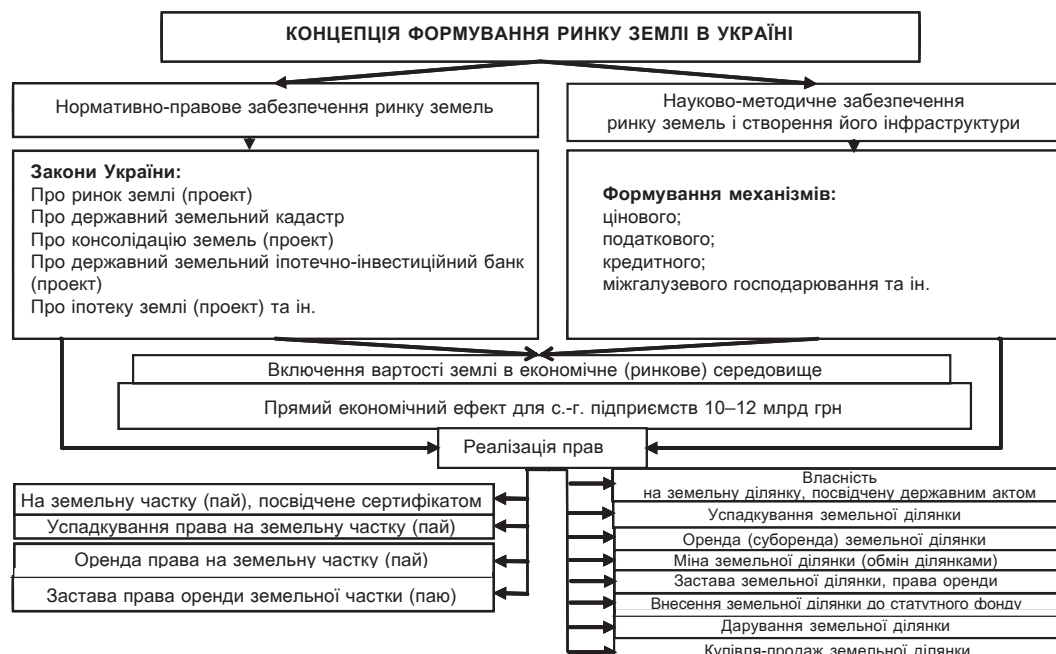 КОНЦЕПЦІЯ ФОРМУВАННЯ РИНКУ ЗЕМЛІ В УКРАЇНІ
Нормативно-правове забезпечення ринку земель
Науково-методичне забезпечення
ринку земель і створення його інфраструктури
Закони України:
Про ринок землі (проект)
Про державний земельний кадастр
Про консолідацію земель (проект)
Про державний земельний іпотечно-інвестиційний банк
(проект)
Про іпотеку землі (проект) та ін.
Формування механізмів:
цінового;
податкового;
кредитного;
міжгалузевого господарювання та ін.
Включення вартості землі в економічне (ринкове) середовище
Прямий економічний ефект для с.-г. підприємств 10–12 млрд грн
Реалізація прав
На земельну частку (пай), посвідчене сертифікатом
Успадкування права на земельну частку (пай)
Оренда права на земельну частку (пай)
Застава права оренди земельної частки (паю)
Власність
на земельну ділянку, посвідчену державним актом
Успадкування земельної ділянки
Оренда (суборенда) земельної ділянки
Міна земельної ділянки (обмін ділянками)
Застава земельної ділянки, права оренди
Внесення земельної ділянки до статутного фонду
Дарування земельної ділянки
Купівля-продаж земельної ділянки